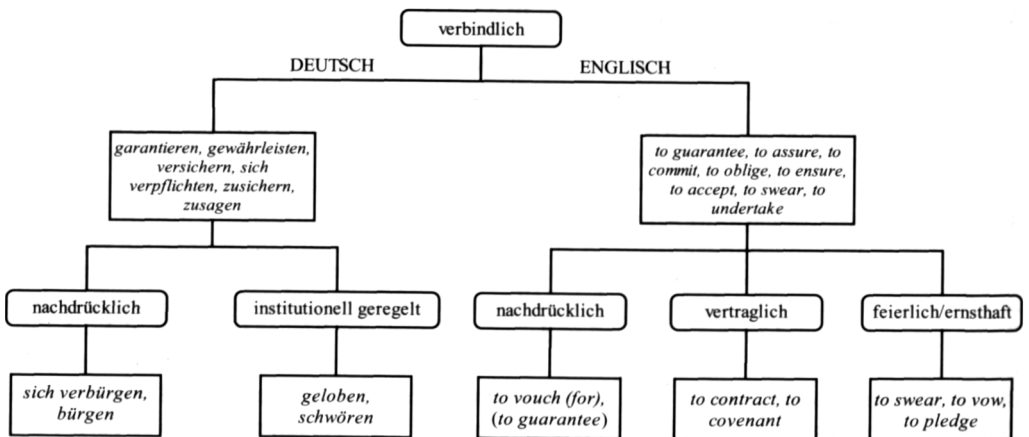 verbindlich
DEUTSCH
ENGLISCH
garantieren, gewährleisten,
versichern, sich
verpflichten, zusichern,
zusagen
to guarantee, to assure, to
commit, to oblige, to ensure,
to accept, to swear, to
undertake
nachdrücklich
institutionell geregelt
nachdrücklich
vertraglich
feierlich/ernsthaft
sich verbürgen,
bürgen
geloben,
schwören
to vouch (for),
(to guarantee)
to contract, to
covenant
to swear, to vow,
to pledge